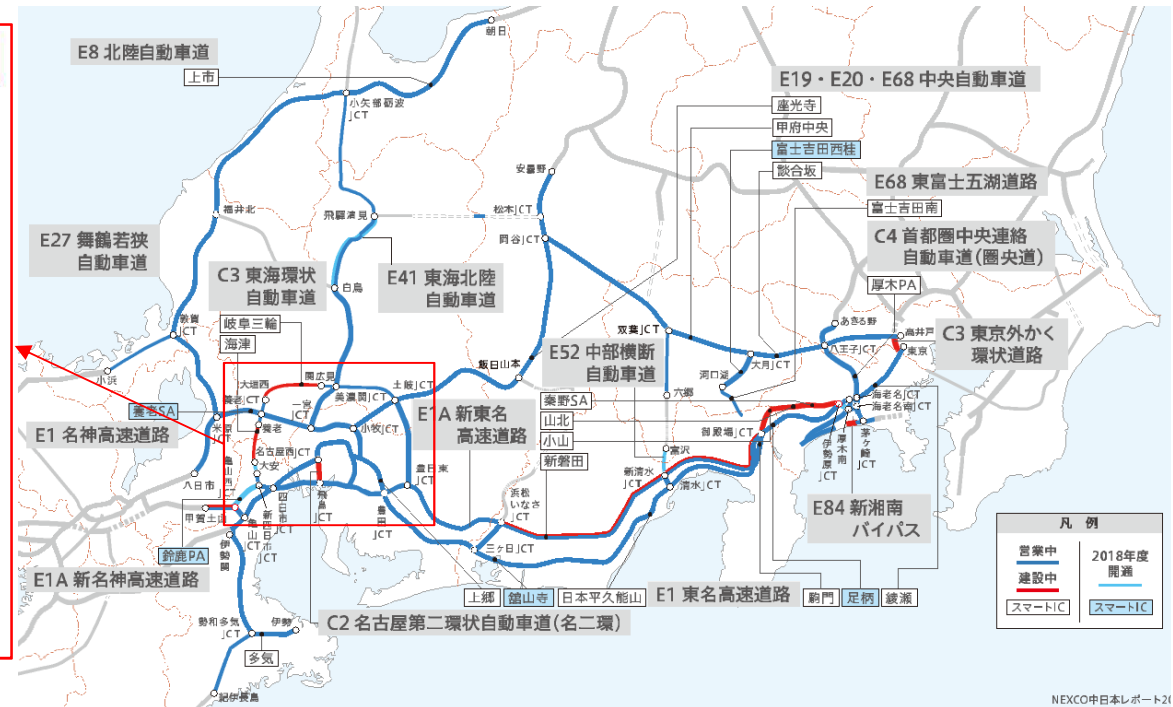 朝日
E8 北陸自動車道
上市
小矢部砺波
JCT
E19・E20・E68 中央自動車道
座光寺
甲府中央
富士吉田西桂
談合坂
安曇野
E68 東富士五湖道路
富士吉田南
福井北
飛驒清見
松本JCT
岡谷JCT
C4 首都圏中央連絡
自動車道(圏央道)
E27 舞鶴若狭
自動車道
C3 東海環状
自動車道
E41 東海北陸
自動車道
白鳥
厚木PA
岐阜三輪
海津
敦賀
JCT
双葉JCT
あきる野
高井戸
八王子JCT
東京
C3 東京外かく
環状道路
E52 中部横断
自動車道
飯田山本
大月JCT
河口湖
小浜
大垣西
関広見
美濃関JCT
土岐JCT
養老JCT
一宮
JCT
六郷
秦野SA
山北
小山
新磐田
海老名JCT
海老名南JCT
養老SA
米原
JCT
養老
小牧JCT
E1A 新東名
高速道路
御殿場JCT
伊勢原JCT
厚木南
茅ヶ崎JCT
E1 名神高速道路
名古屋西JCT
大安
富沢
新清水
JCT
清水JCT
八日市
亀山西JCT
豊田東
JCT
浜松
いなさ
JCT
甲賀土山
亀山JCT
新四日市JCT
四日市JCT
飛島JCT
豊田JCT
E84 新湘南
バイパス
鈴鹿PA
伊勢関
三ヶ日JCT
凡 例
営業中
建設中
スマートIC
2018年度
開通
スマートIC
E1A 新名神高速道路
上郷
舘山寺
日本平久能山
E1 東名高速道路
駒門
足柄
綾瀬
C2 名古屋第二環状自動車道(名二環)
勢和多気
JCT
伊勢
多気
紀伊長島
NEXCO中日本レポート20